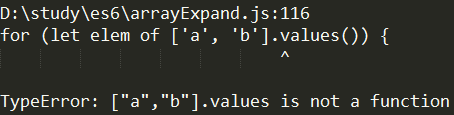 D:\study\es6\arrayExpand.js:116
for (let elem of ['a', 'b'].values()) {
^
TypeError: ["a","b"].values is not a function